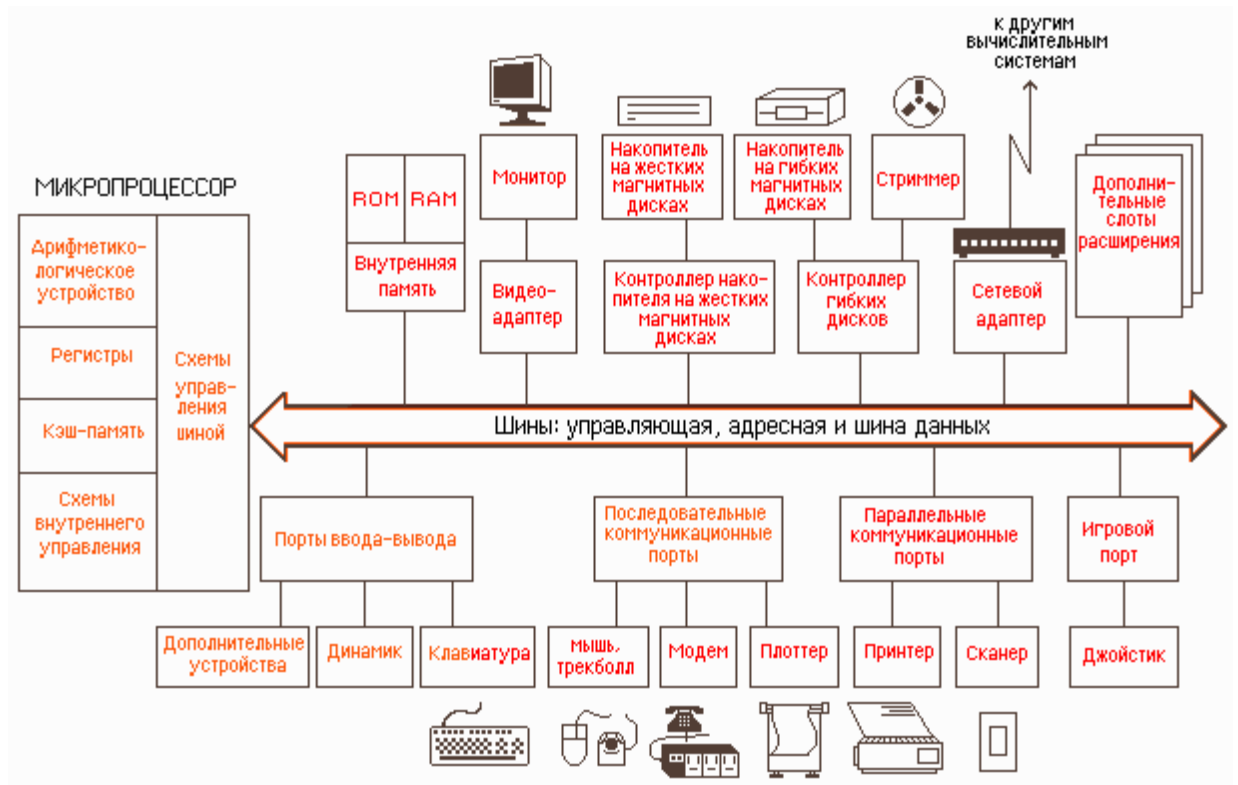 к другим
вычислительным
системам
МИКРОПРОЦЕССОР
Арифметико-
логическое
устройство
Регистры
Кэш-память
Схемы
внутреннего
управления
Схемы
управ-
ления
шиной
ROM
RAM
Внутренняя
память
Монитор
Видео-
адаптер
Накопитель
на жестких
магнитных
дисках
Контроллер нако-
пителя на жестких
магнитных
дисках
Накопитель
на гибких
магнитных
дисках
Стриммер
Контроллер
гибких
дисков
Сетевой
адаптер
Дополни-
тельные
слоты
расширения
Шины: управляющая, адресная и шина данных
Порты ввода-вывода
Последовательные
коммуникационные
порты
Параллельные
коммуникационные
порты
Игровой
порт
Дополнительные
устройства
Динамик
Клавиатура
мышь,
трекболл
Модем
Плоттер
Принтер
Сканер
Джойстик